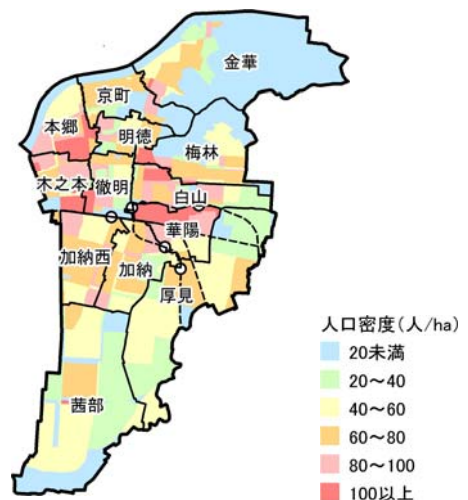 金華
京町
本郷
明徳
梅林
木之本
徹明
白山
華陽
加納西
加納
厚見
茜部
人口密度(人/ha)
20未満
20～40
40～60
60～80
80～100
100以上